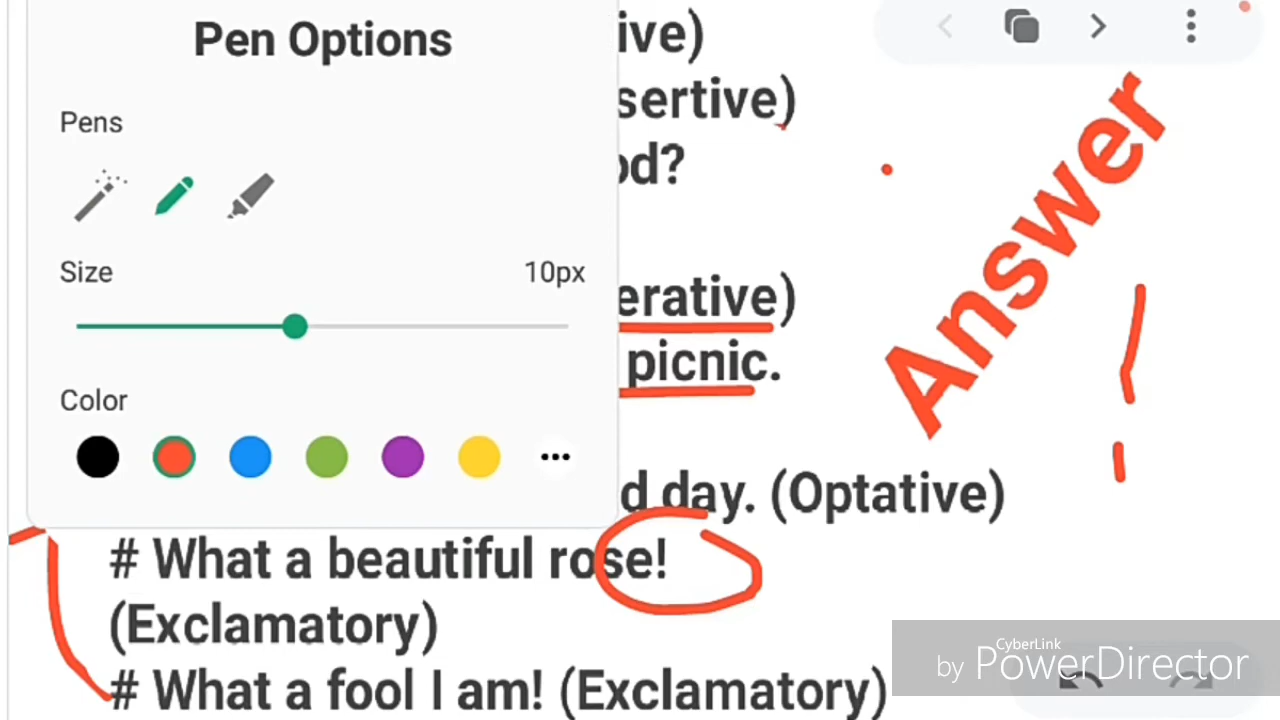 Pen Options
Pens
Size 10px
Color
ive)
sertive)
od?
erative)
picnic.
d day. (Optative)
# What a beautiful rose!
(Exclamatory)
# What a fool I am! (Exclamatory)
Answer
CyberLink
by PowerDirector